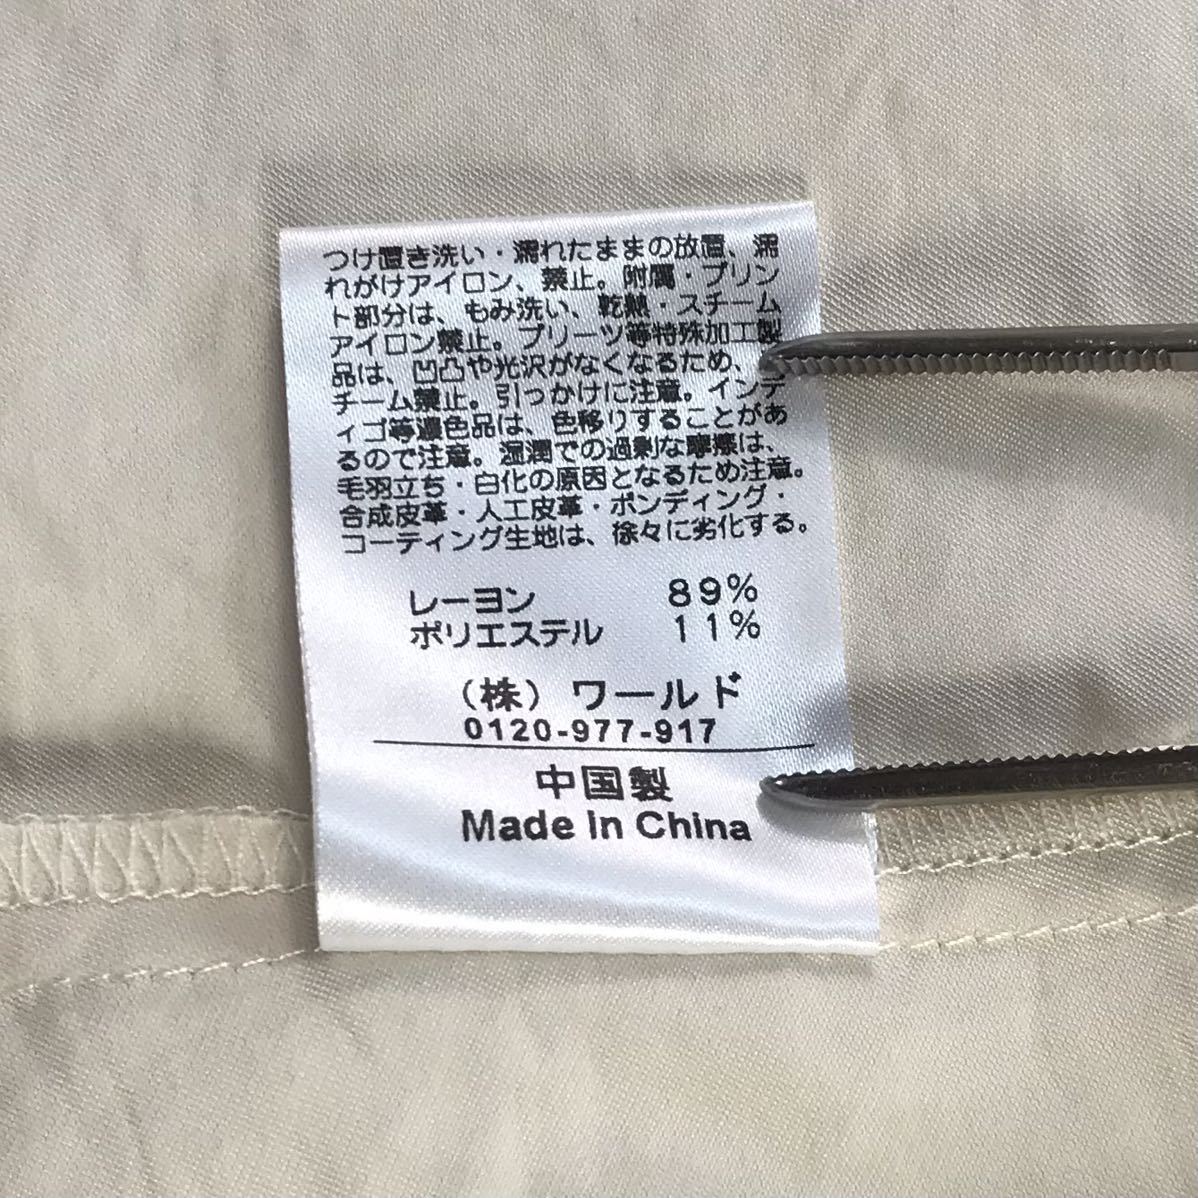 つけ置き洗い・濡れたままの放置、濡
れがけアイロン、禁止。附属・プリン
ト部分は、もみ洗い、乾熱・スチーム
アイロン禁止。プリーツ等特殊加工製
品は、凹凸や光沢がなくなるため、
チーム禁止。引っかけに注意。インデ
ィゴ等濃色品は、色移りすることがあ
るので注意。湿潤での過剰な摩擦は、
毛羽立ち・白化の原因となるため注意。
合成皮革・人工皮革・ボンディング・
コーティング生地は、徐々に劣化する。
レーヨン 89%
ポリエステル 11%
(株) ワールド
0120-977-917
中国製
Made In China